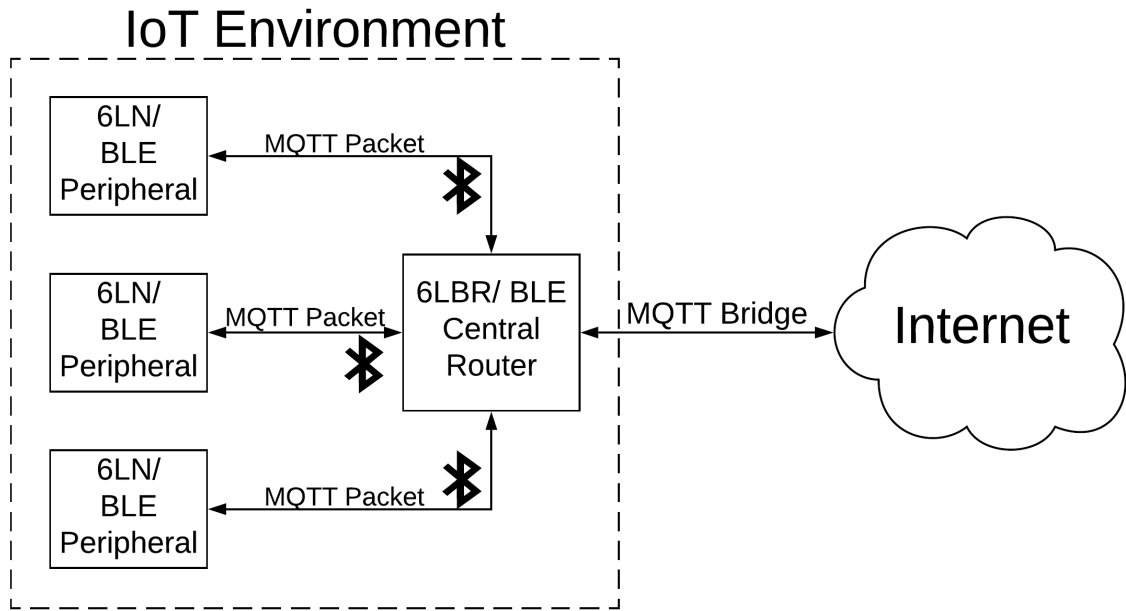 IoT Environment
6LN/
BLE
Peripheral
MQTT Packet
6LN/
BLE
Peripheral
MQTT Packet
6LBR/ BLE
Central
Router
MQTT Bridge
Internet
6LN/
BLE
Peripheral
MQTT Packet